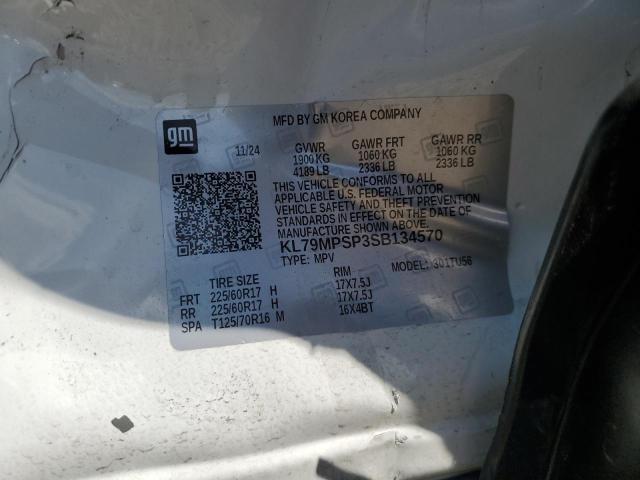 MFD BY GM KOREA COMPANY
gm
11/24
GVWR GAWR FRT GAWR RR
1900 KG 1060 KG 1060 KG
4189 LB 2336 LB 2336 LB
THIS VEHICLE CONFORMS TO ALL
APPLICABLE U.S. FEDERAL MOTOR
VEHICLE SAFETY AND THEFT PREVENTION
STANDARDS IN EFFECT ON THE DATE OF
MANUFACTURE SHOWN ABOVE.
KL79MPSP3SB134570
TYPE: MPV MODEL: 301TU56
TIRE SIZE RIM
FRT 225/60R17 H 17X7.5J
RR 225/60R17 H 17X7.5J
SPA T125/70R16 M 16X4BT